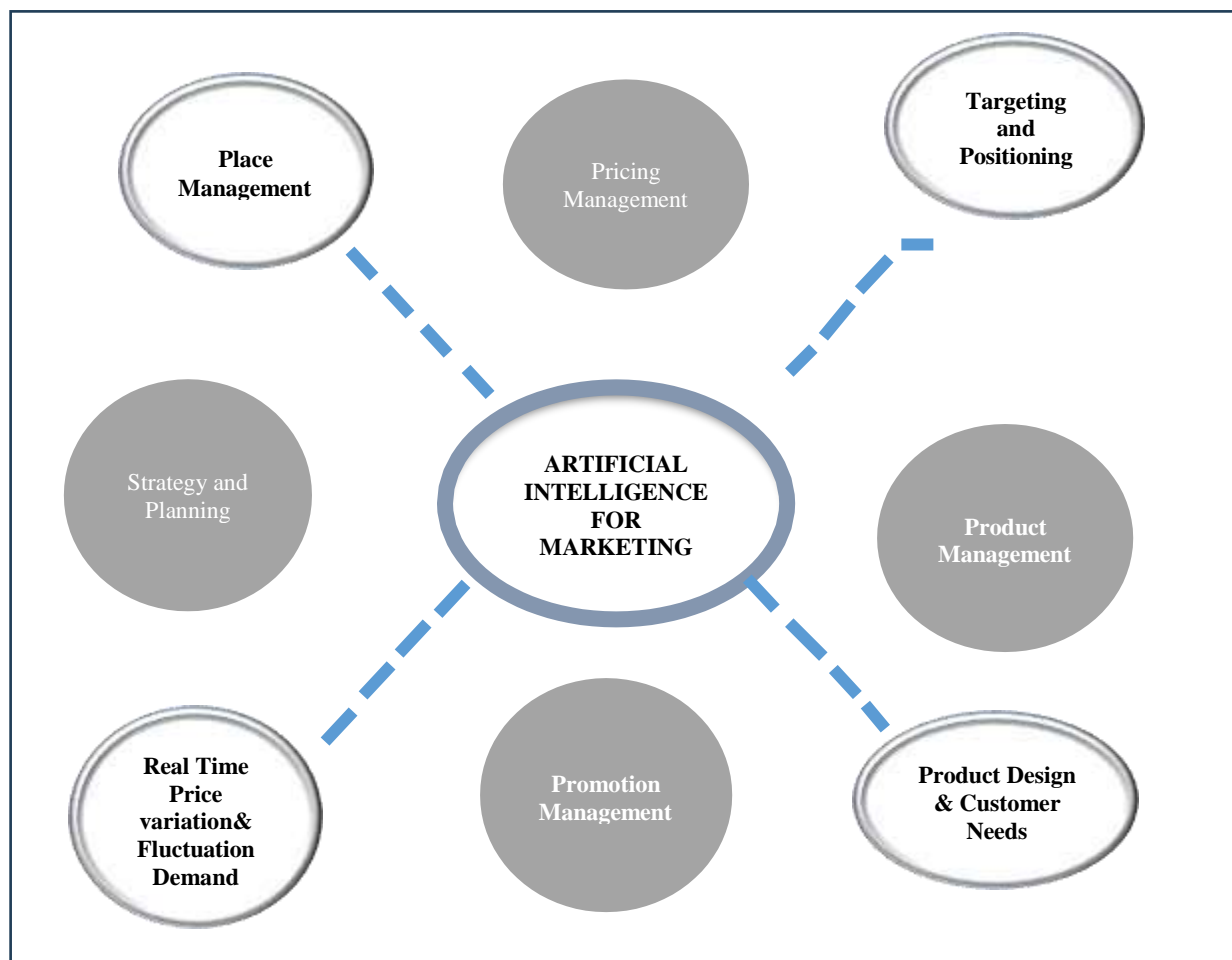 Place
Management
Pricing
Management
Targeting
and
Positioning
Strategy and
Planning
ARTIFICIAL
INTELLIGENCE
FOR
MARKETING
Product
Management
Real Time
Price
variation&
Fluctuation
Demand
Promotion
Management
Product Design
& Customer
Needs